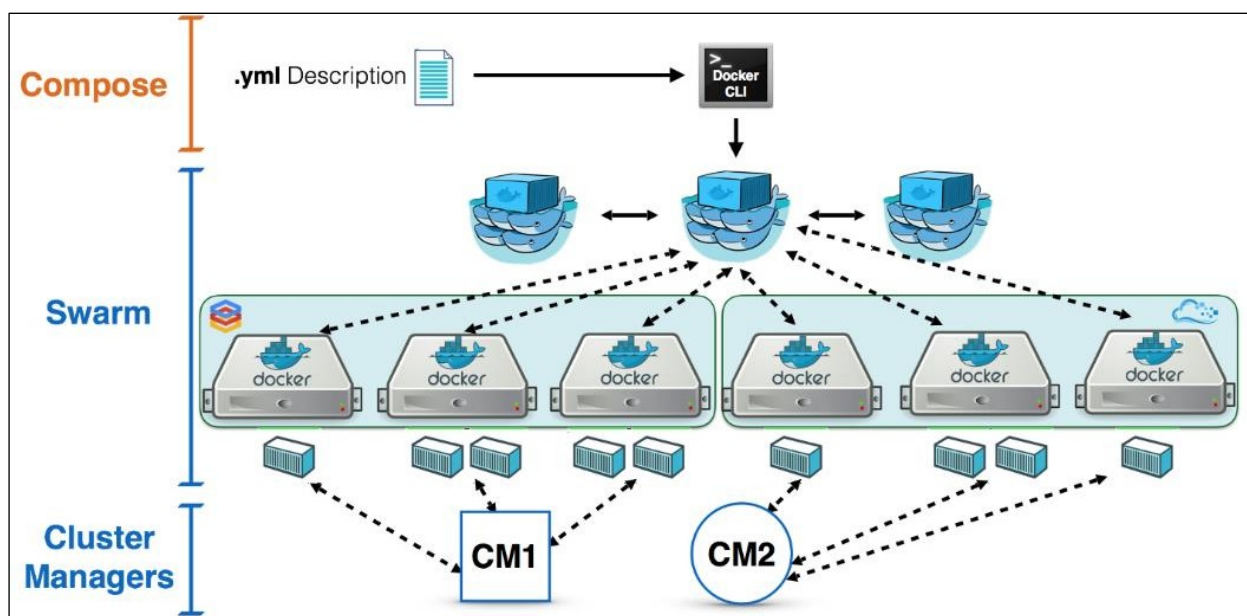 Compose
.yml Description
>_
Docker
CLI
Swarm
docker
docker
docker
docker
docker
docker
Cluster
Managers
CM1
CM2